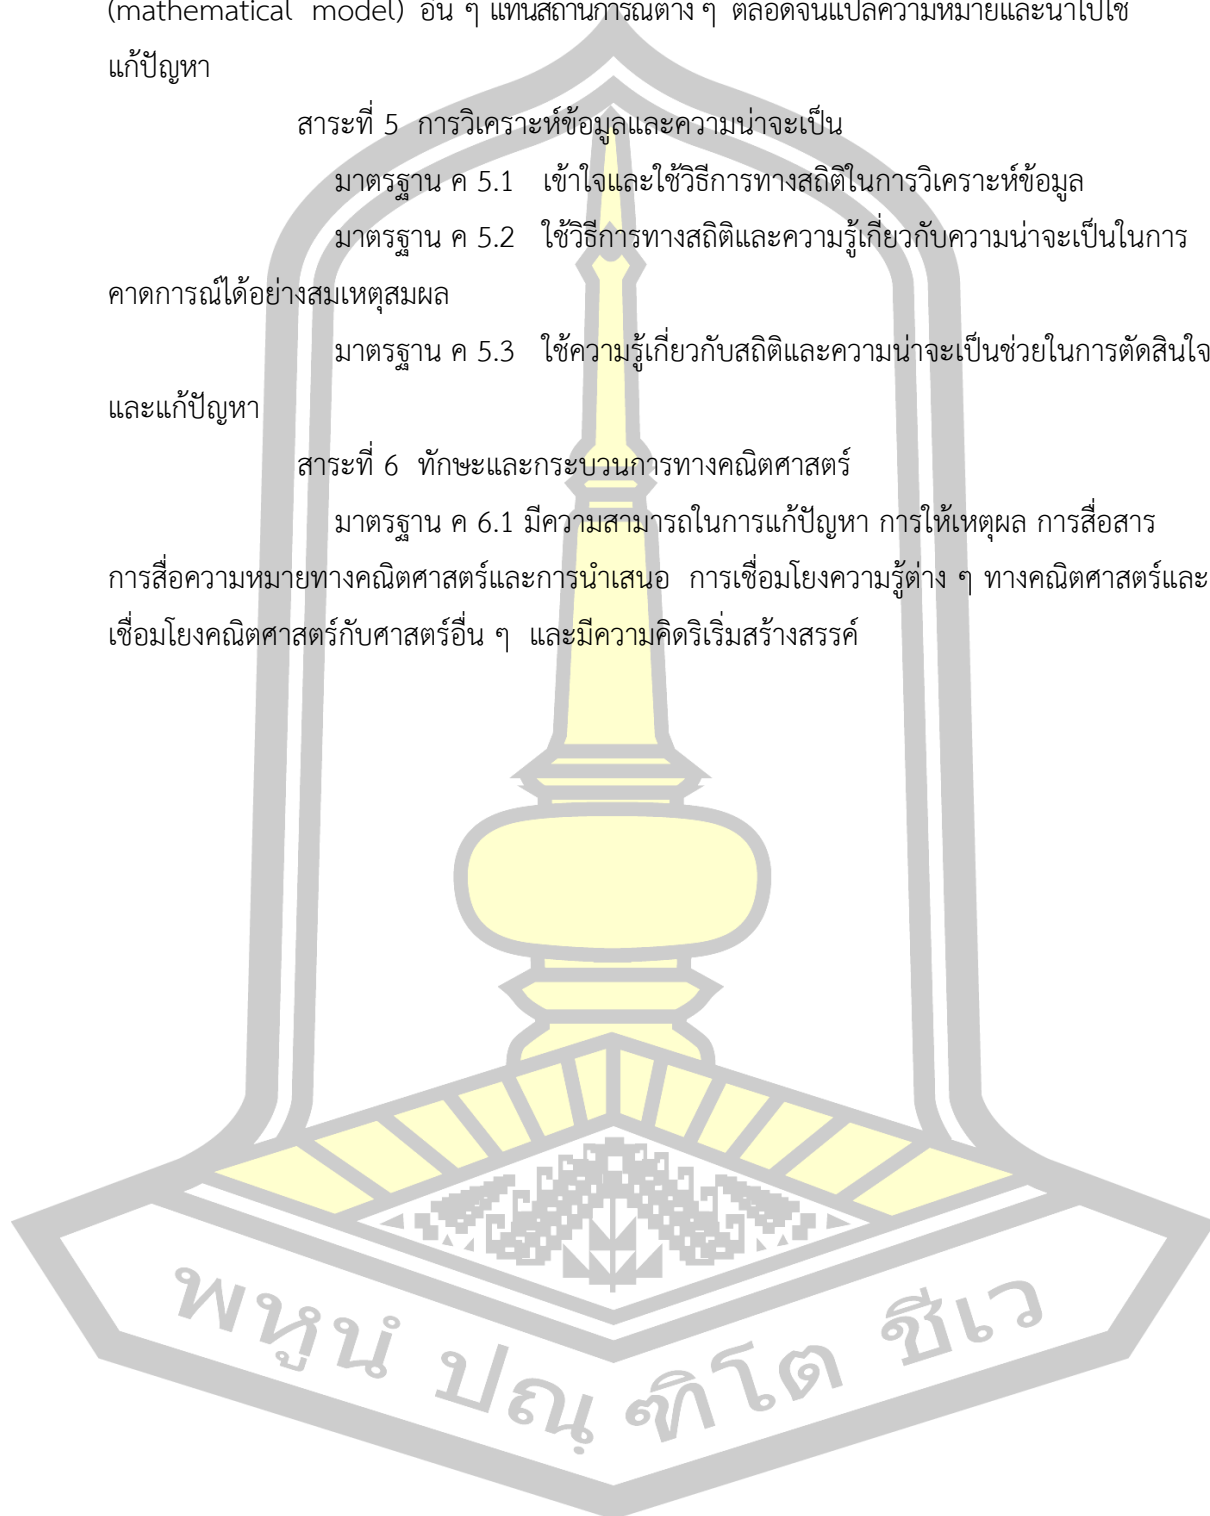 (mathematical model) อื่น ๆ แทนสถานการณ์ต่าง ๆ ตลอดจนแปลความหมายและนำไปใช้
แก้ปัญหา
สาระที่ 5 การวิเคราะห์ข้อมูลและความน่าจะเป็น
มาตรฐาน ค 5.1 เข้าใจและใช้วิธีการทางสถิติในการวิเคราะห์ข้อมูล
มาตรฐาน ค 5.2 ใช้วิธีการทางสถิติและความรู้เกี่ยวกับความน่าจะเป็นในการ
คาดการณ์ได้อย่างสมเหตุสมผล
มาตรฐาน ค 5.3 ใช้ความรู้เกี่ยวกับสถิติและความน่าจะเป็นช่วยในการตัดสินใจ
และแก้ปัญหา
สาระที่ 6 ทักษะและกระบวนการทางคณิตศาสตร์
มาตรฐาน ค 6.1 มีความสามารถในการแก้ปัญหา การให้เหตุผล การสื่อสาร
การสื่อความหมายทางคณิตศาสตร์และการนำเสนอ การเชื่อมโยงความรู้ต่าง ๆ ทางคณิตศาสตร์และ
เชื่อมโยงคณิตศาสตร์กับศาสตร์อื่น ๆ และมีความคิดริเริ่มสร้างสรรค์
พหูนํ ปณฺฑิโต ชีเว